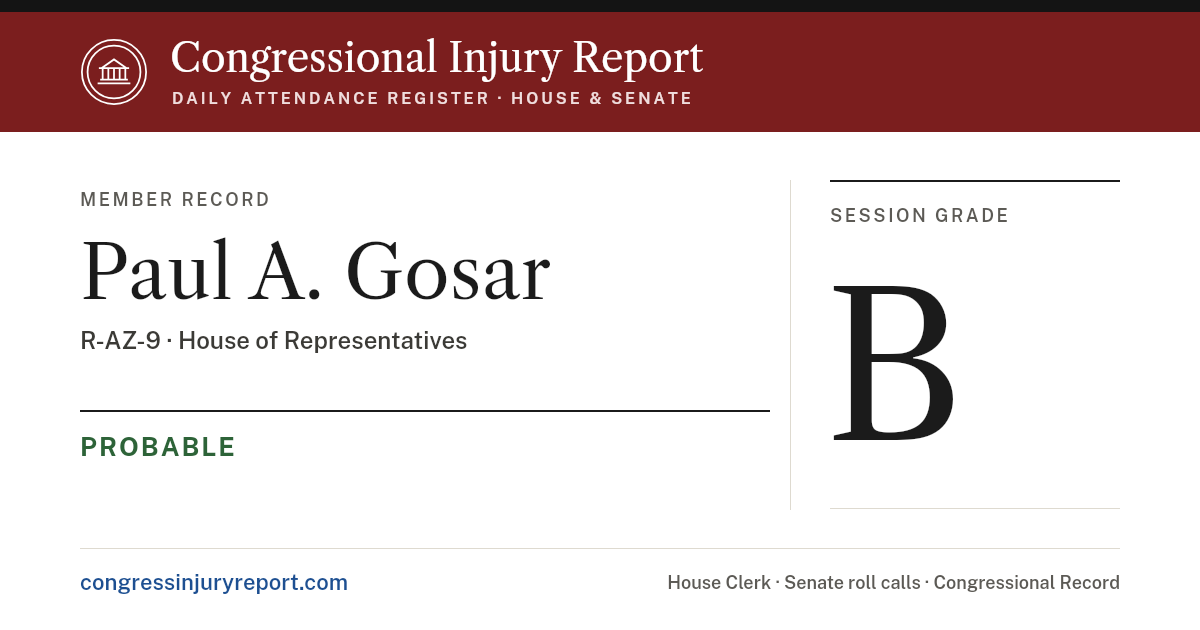 Congressional Injury Report
DAILY ATTENDANCE REGISTER · HOUSE & SENATE
MEMBER RECORD
Paul A. Gosar
R-AZ-9 · House of Representatives
PROBABLE
SESSION GRADE
B
congressinjuryreport.com
House Clerk · Senate roll calls · Congressional Record